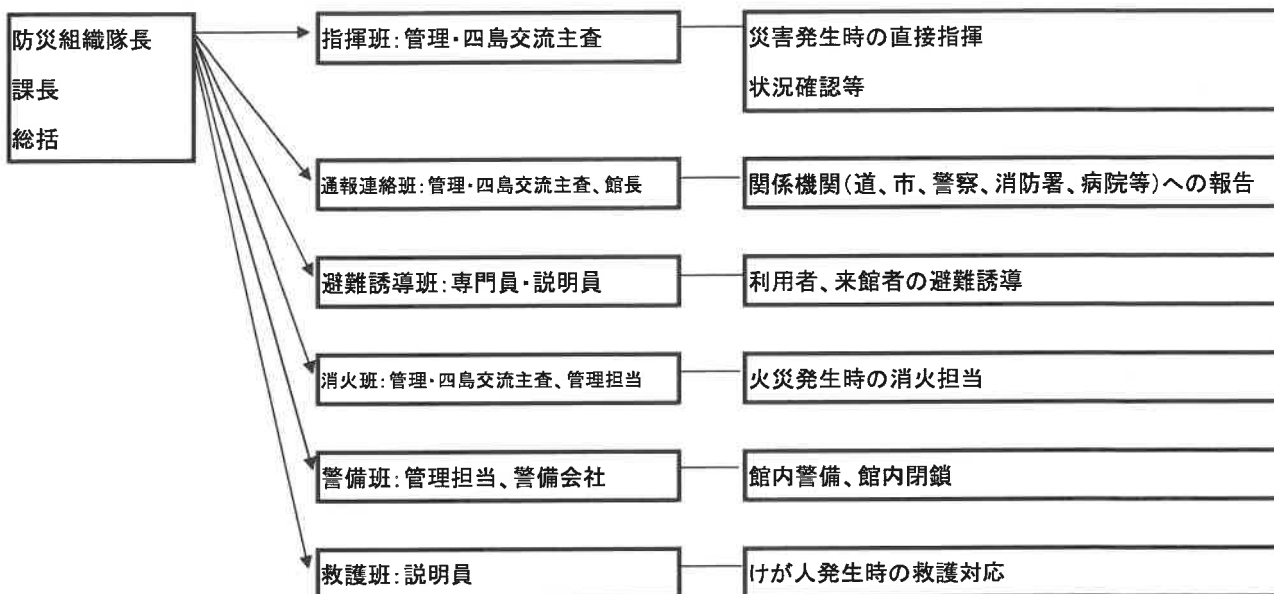 防災組織隊長
課長
総括
指揮班:管理・四島交流主査
災害発生時の直接指揮
状況確認等
通報連絡班:管理・四島交流主査、館長
関係機関(道、市、警察、消防署、病院等)への報告
避難誘導班:専門員・説明員
利用者、来館者の避難誘導
消火班:管理・四島交流主査、管理担当
火災発生時の消火担当
警備班:管理担当、警備会社
館内警備、館内閉鎖
救護班:説明員
けが人発生時の救護対応